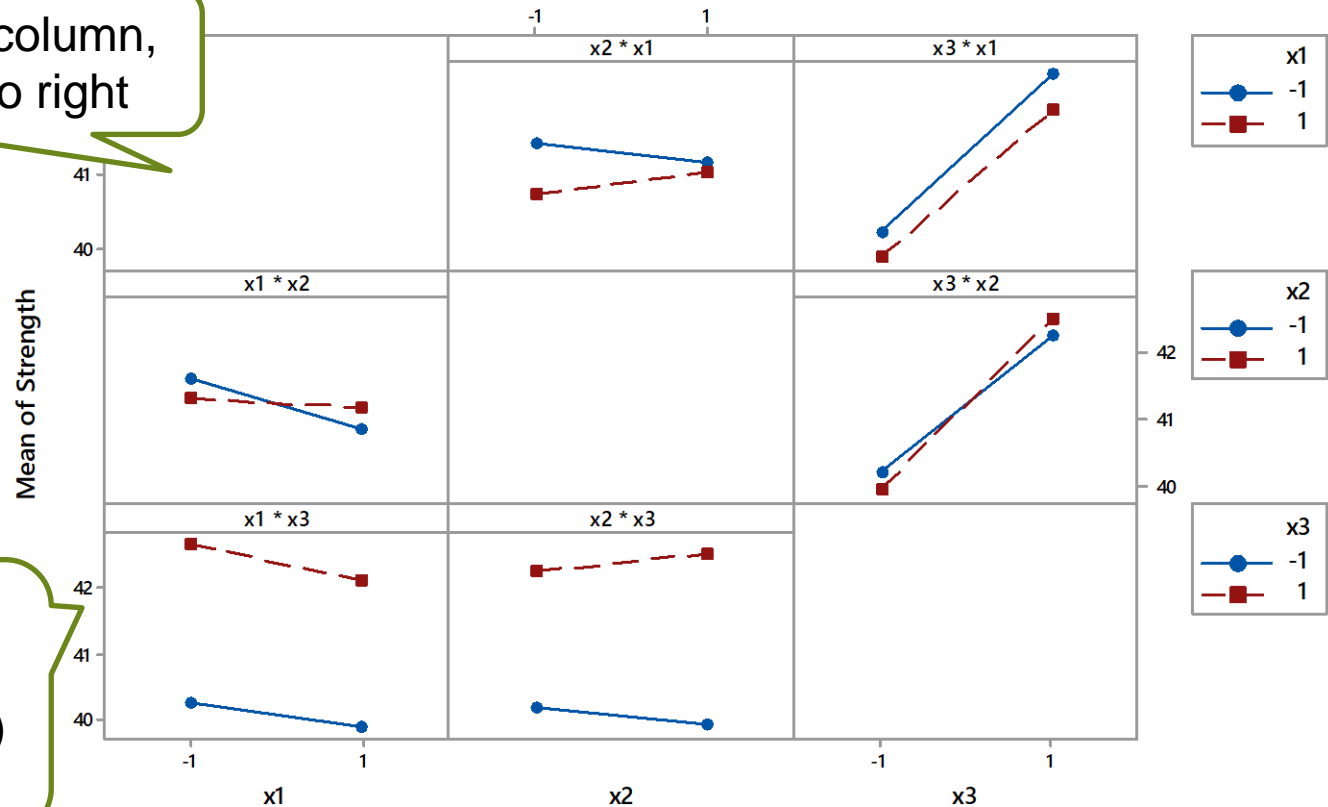 column,
o right
-1 1
x2 * x1 x3 * x1
x1
-1
1
41
40
x1 * x2 x3 * x2
x2
-1
1
42
41
40
Mean of Strength
x1 * x3 x2 * x3
x3
-1
1
42
41
40
)
-1 1 -1 1
x1 x2 x3